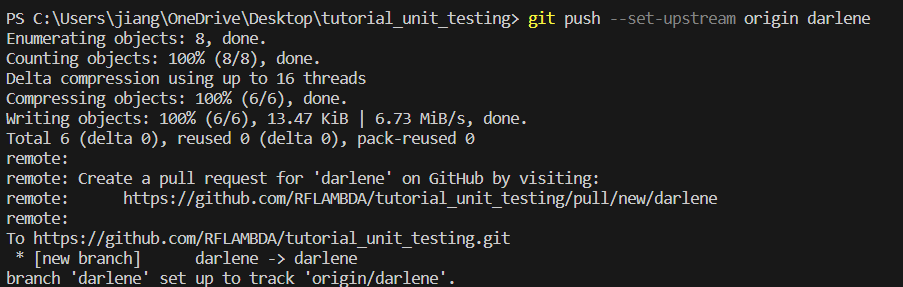 PS C:\Users\jiang\OneDrive\Desktop\tutorial_unit_testing> git push --set-upstream origin darlene
Enumerating objects: 8, done.
Counting objects: 100% (8/8), done.
Delta compression using up to 16 threads
Compressing objects: 100% (6/6), done.
Writing objects: 100% (6/6), 13.47 KiB | 6.73 MiB/s, done.
Total 6 (delta 0), reused 0 (delta 0), pack-reused 0
remote:
remote: Create a pull request for 'darlene' on GitHub by visiting:
remote:      https://github.com/RFLAMBDA/tutorial_unit_testing/pull/new/darlene
remote:
To https://github.com/RFLAMBDA/tutorial_unit_testing.git
 * [new branch]      darlene -> darlene
branch 'darlene' set up to track 'origin/darlene'.